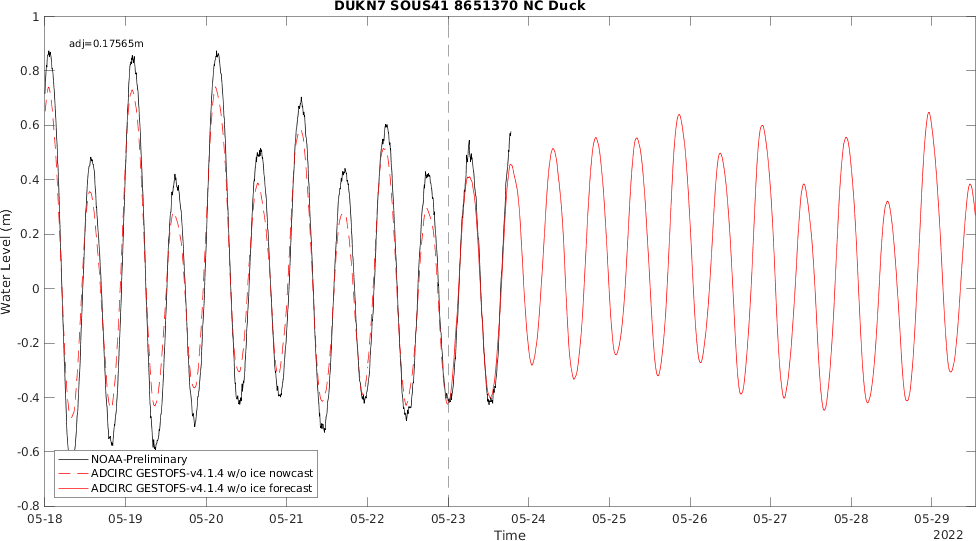 DUKN7 SOUS41 8651370 NC Duck
1
adj=0.17565m
0.8
0.6
0.4
0.2
0
-0.2
-0.4
-0.6
-0.8
Water Level (m)
NOAA-Preliminary
ADCIRC GESTOFS-v4.1.4 w/o ice nowcast
ADCIRC GESTOFS-v4.1.4 w/o ice forecast
05-18 05-19 05-20 05-21 05-22 05-23 05-24 05-25 05-26 05-27 05-28 05-29
Time
2022